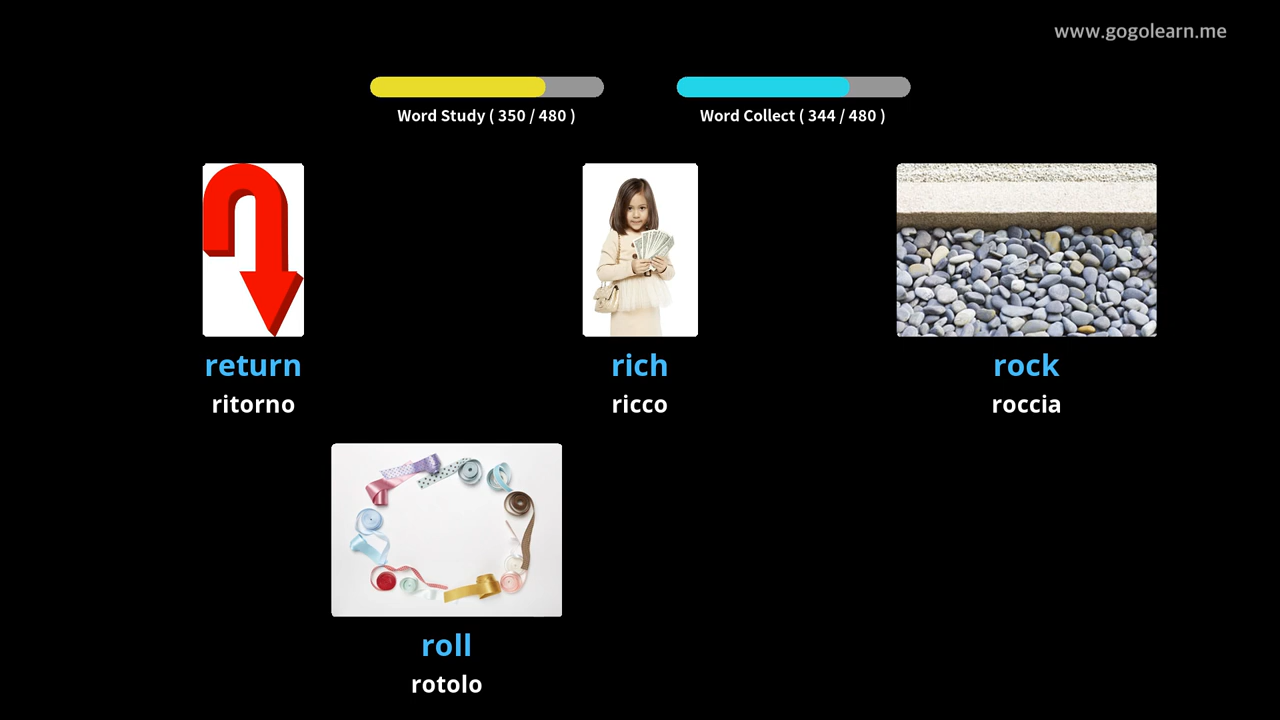 www.gogolearn.me
Word Study ( 350 / 480 )
Word Collect ( 344 / 480 )
return
ritorno
rich
ricco
rock
roccia
roll
rotolo